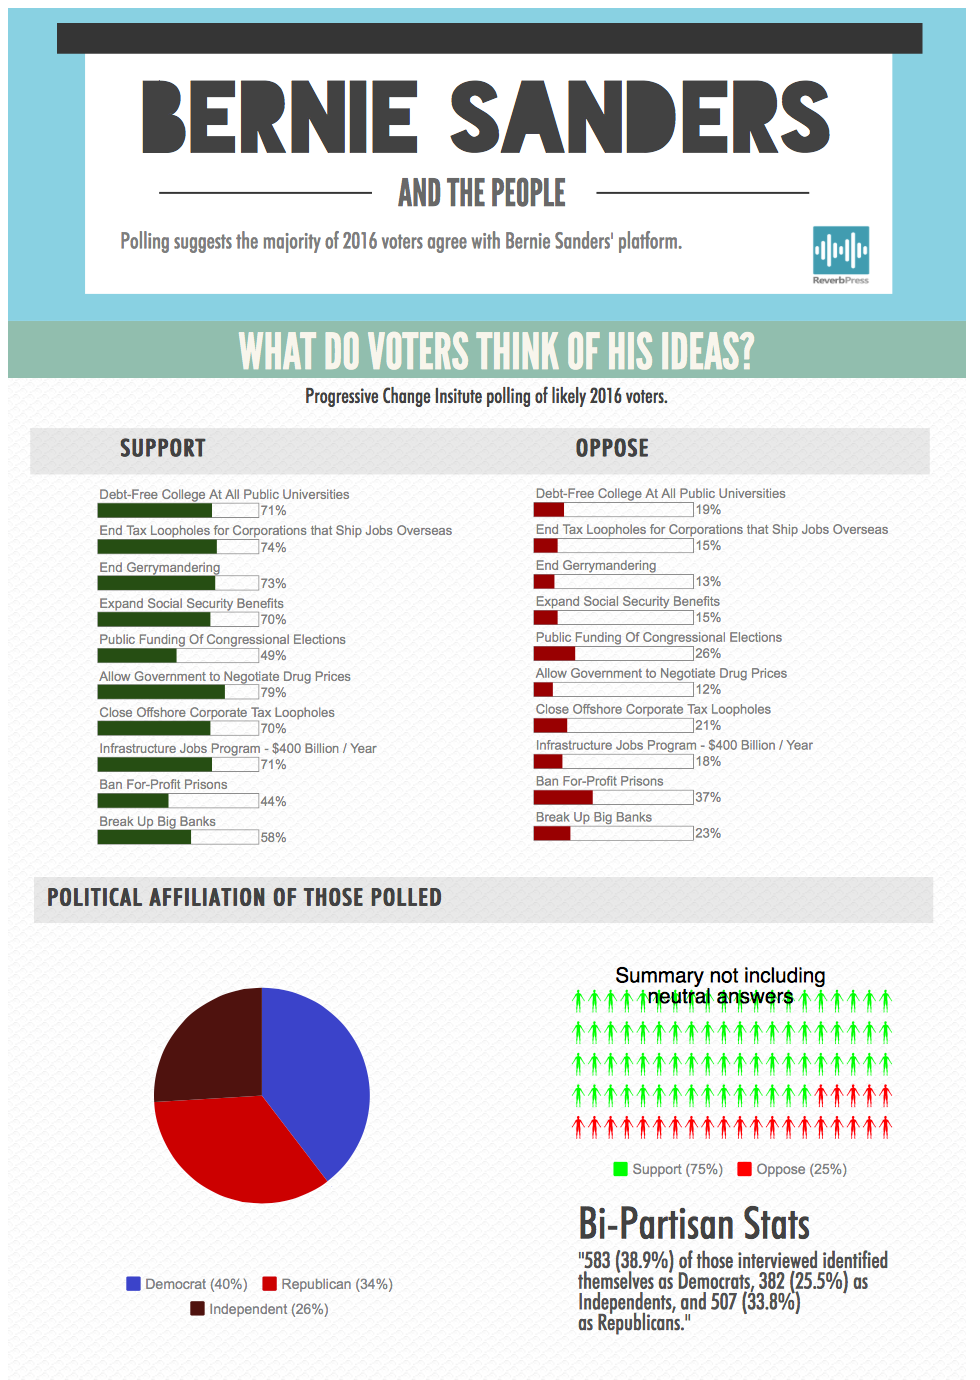 BERNIE SANDERS
AND THE PEOPLE
Polling suggests the majority of 2016 voters agree with Bernie Sanders' platform.
ReverbPress
WHAT DO VOTERS THINK OF HIS IDEAS?
Progressive Change Insitute polling of likely 2016 voters.
SUPPORT
Debt-Free College At All Public Universities
71%
End Tax Loopholes for Corporations that Ship Jobs Overseas
74%
End Gerrymandering
73%
Expand Social Security Benefits
70%
Public Funding Of Congressional Elections
49%
Allow Government to Negotiate Drug Prices
79%
Close Offshore Corporate Tax Loopholes
70%
Infrastructure Jobs Program - $400 Billion / Year
71%
Ban For-Profit Prisons
44%
Break Up Big Banks
58%
OPPOSE
Debt-Free College At All Public Universities
19%
End Tax Loopholes for Corporations that Ship Jobs Overseas
15%
End Gerrymandering
13%
Expand Social Security Benefits
15%
Public Funding Of Congressional Elections
26%
Allow Government to Negotiate Drug Prices
12%
Close Offshore Corporate Tax Loopholes
21%
Infrastructure Jobs Program - $400 Billion / Year
18%
Ban For-Profit Prisons
37%
Break Up Big Banks
23%
POLITICAL AFFILIATION OF THOSE POLLED
Democrat (40%) Republican (34%)
Independent (26%)
Summary not including
neutral answers
Support (75%) Oppose (25%)
Bi-Partisan Stats
"583 (38.9%) of those interviewed identified
themselves as Democrats, 382 (25.5%) as
Independents, and 507 (33.8%)
as Republicans."